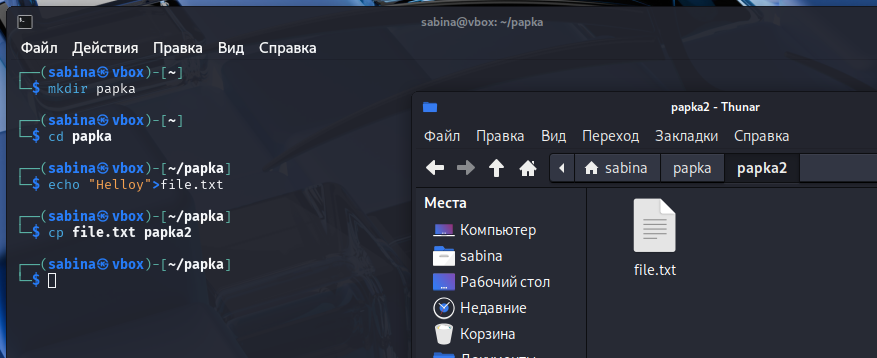 sabina@vbox: ~/papka
Файл Действия Правка Вид Справка
┌──(sabina㉿vbox)-[~]
└─$ mkdir papka
┌──(sabina㉿vbox)-[~]
└─$ cd papka
┌──(sabina㉿vbox)-[~/papka]
└─$ echo "Helloy">file.txt
┌──(sabina㉿vbox)-[~/papka]
└─$ cp file.txt papka2
┌──(sabina㉿vbox)-[~/papka]
└─$
papka2 - Thunar
Файл Правка Вид Переход Закладки Справка
sabina papka papka2
Места
Компьютер
sabina
Рабочий стол
Недавние
Корзина
Документы
file.txt